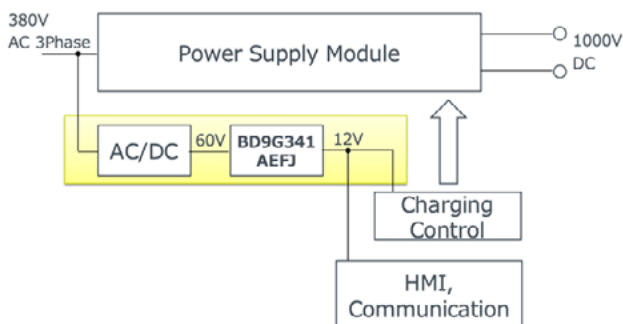 380V
AC 3Phase
Power Supply Module
1000V
DC
AC/DC
60V
BD9G341
AEFJ
12V
Charging
Control
HMI,
Communication